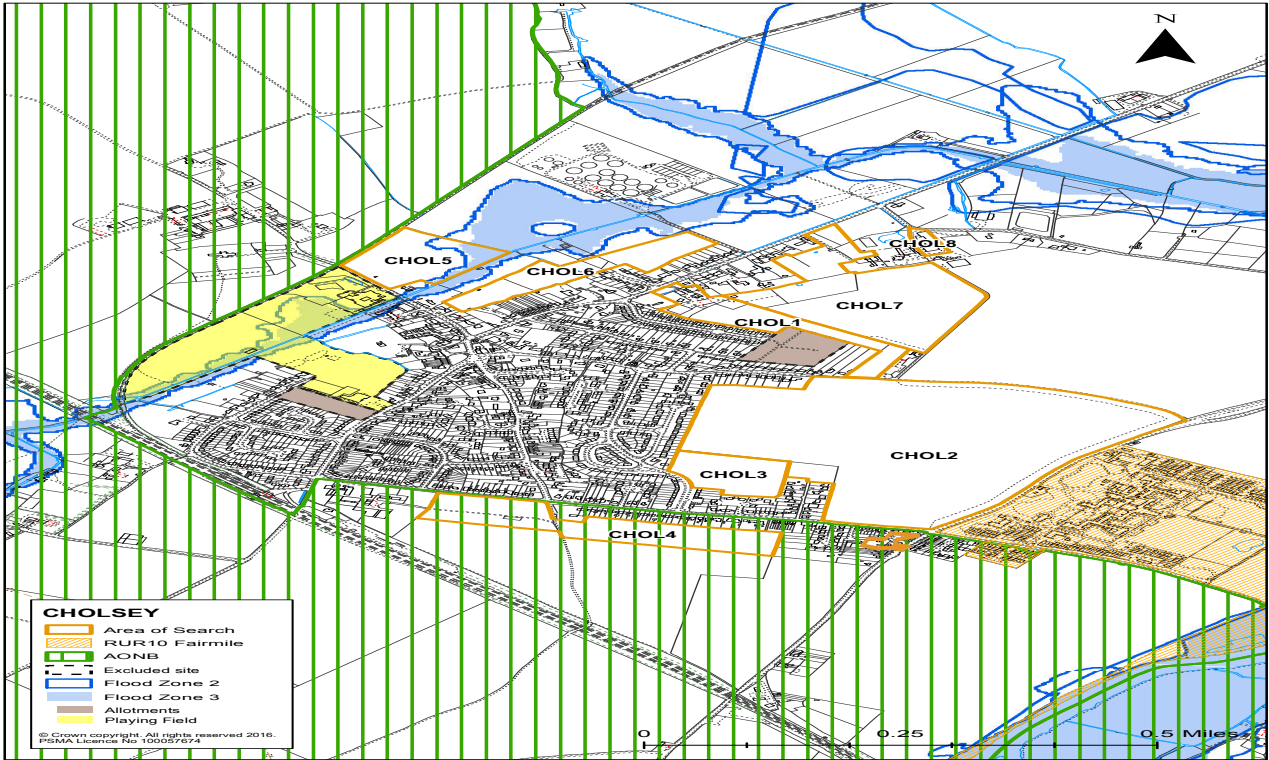 N
CHOL8
CHOL5
CHOL6
CHOL7
CHOL1
CHOL2
CHOL3
CHOL4
CHOLSEY
Area of Search
RUR10 Fairmile
AONB
Excluded site
Flood Zone 2
Flood Zone 3
Allotments
Playing Field
© Crown copyright. All rights reserved 2016.
PSMA Licence No 100057674
0 0.25 0.5 Miles